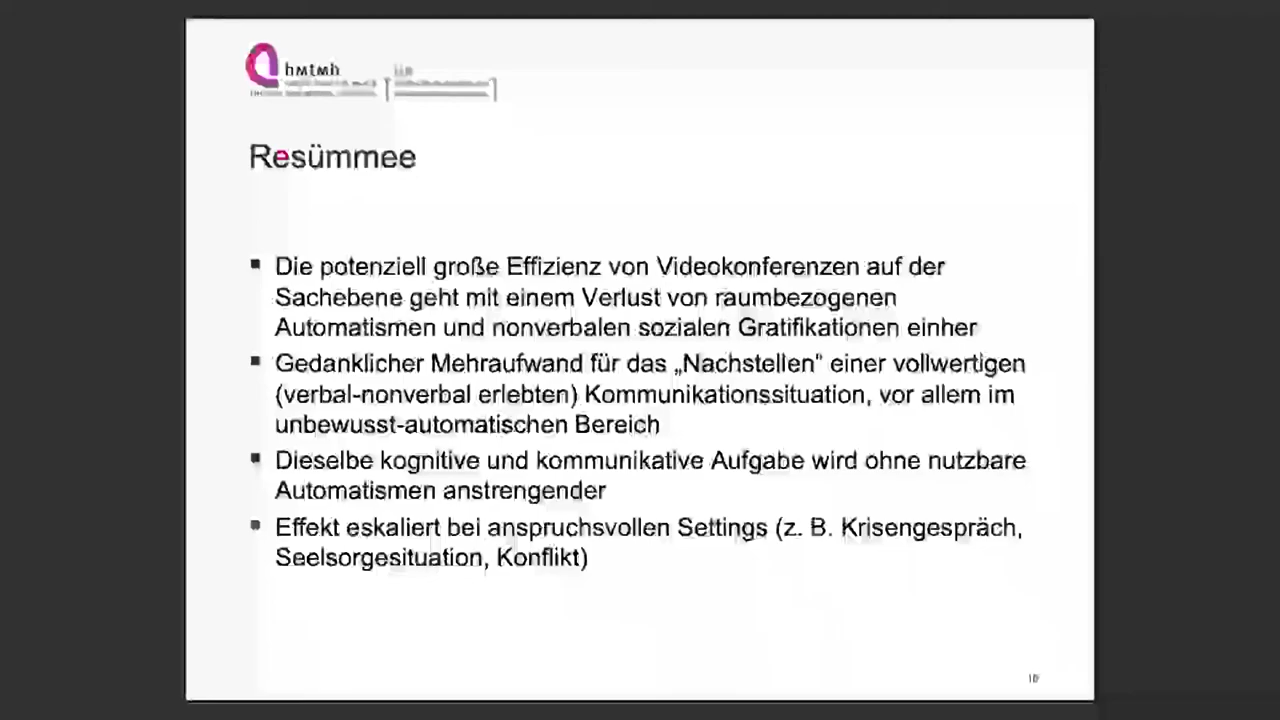 hmtmh
Resümmee
Die potenziell große Effizienz von Videokonferenzen auf der
Sachebene geht mit einem Verlust von raumbezogenen
Automatismen und nonverbalen sozialen Gratifikationen einher
Gedanklicher Mehraufwand für das „Nachstellen“ einer vollwertigen
(verbal-nonverbal erlebten) Kommunikationssituation, vor allem im
unbewusst-automatischen Bereich
Dieselbe kognitive und kommunikative Aufgabe wird ohne nutzbare
Automatismen anstrengender
Effekt eskaliert bei anspruchsvollen Settings (z. B. Krisengespräch,
Seelsorgesituation, Konflikt)